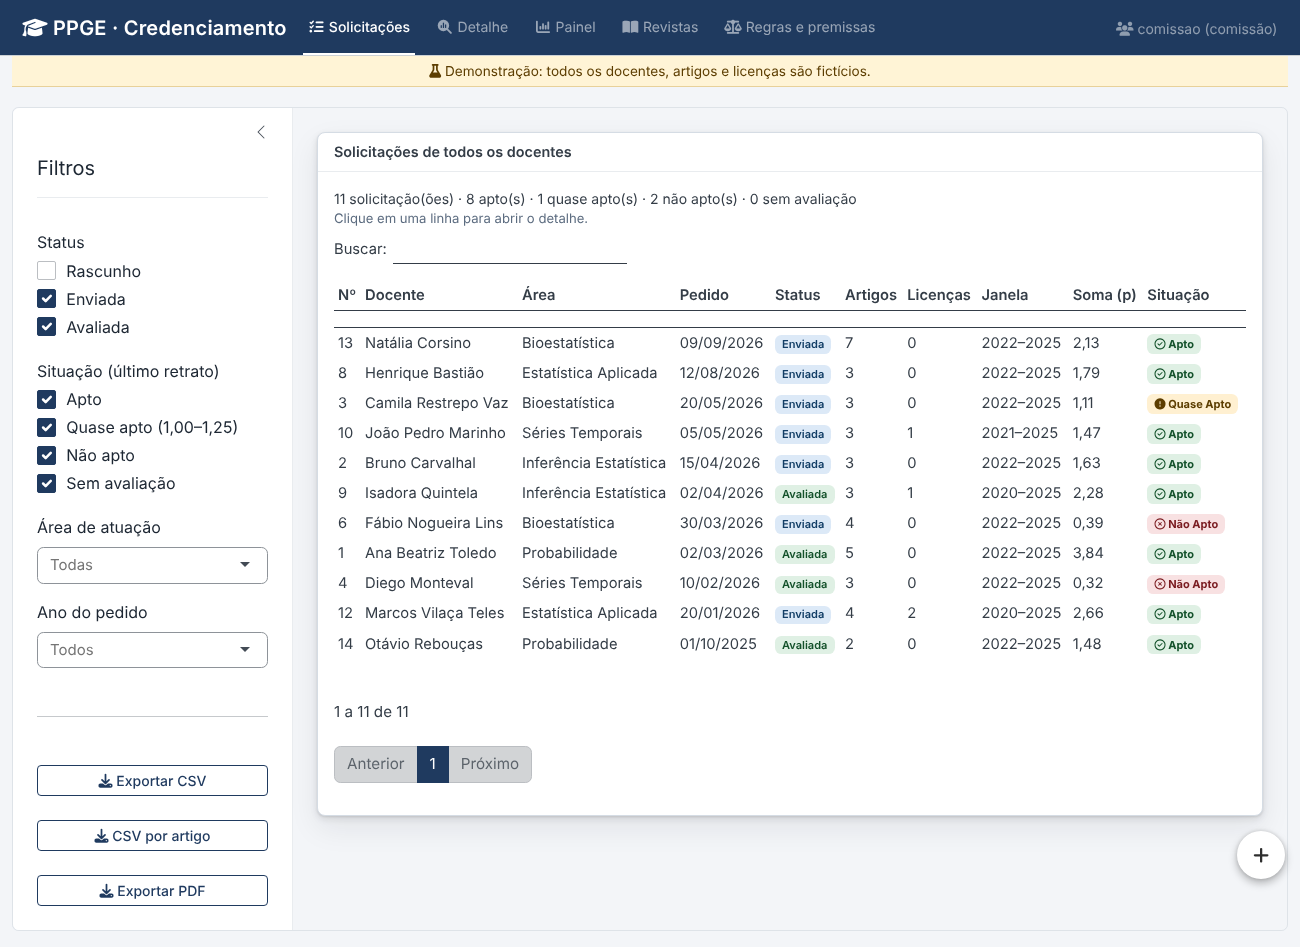 PPGE · Credenciamento Solicitações Detalhe Painel Revistas Regras e premissas comissao (comissão)
Demonstração: todos os docentes, artigos e licenças são fictícios.
Filtros
Status
Rascunho
Enviada
Avaliada
Situação (último retrato)
Apto
Quase apto (1,00–1,25)
Não apto
Sem avaliação
Área de atuação
Todas
Ano do pedido
Todos
Exportar CSV
CSV por artigo
Exportar PDF
Solicitações de todos os docentes
11 solicitação(ões) · 8 apto(s) · 1 quase apto(s) · 2 não apto(s) · 0 sem avaliação
Clique em uma linha para abrir o detalhe.
Buscar:
Nº Docente Área Pedido Status Artigos Licenças Janela Soma (p) Situação
13 Natália Corsino Bioestatística 09/09/2026 Enviada 7 0 2022–2025 2,13 Apto
8 Henrique Bastião Estatística Aplicada 12/08/2026 Enviada 3 0 2022–2025 1,79 Apto
3 Camila Restrepo Vaz Bioestatística 20/05/2026 Enviada 3 0 2022–2025 1,11 Quase Apto
10 João Pedro Marinho Séries Temporais 05/05/2026 Enviada 3 1 2021–2025 1,47 Apto
2 Bruno Carvalhal Inferência Estatística 15/04/2026 Enviada 3 0 2022–2025 1,63 Apto
9 Isadora Quintela Inferência Estatística 02/04/2026 Avaliada 3 1 2020–2025 2,28 Apto
6 Fábio Nogueira Lins Bioestatística 30/03/2026 Enviada 4 0 2022–2025 0,39 Não Apto
1 Ana Beatriz Toledo Probabilidade 02/03/2026 Avaliada 5 0 2022–2025 3,84 Apto
4 Diego Monteval Séries Temporais 10/02/2026 Avaliada 3 0 2022–2025 0,32 Não Apto
12 Marcos Vilaça Teles Estatística Aplicada 20/01/2026 Enviada 4 2 2020–2025 2,66 Apto
14 Otávio Rebouças Probabilidade 01/10/2025 Avaliada 2 0 2022–2025 1,48 Apto
1 a 11 de 11
Anterior 1 Próximo